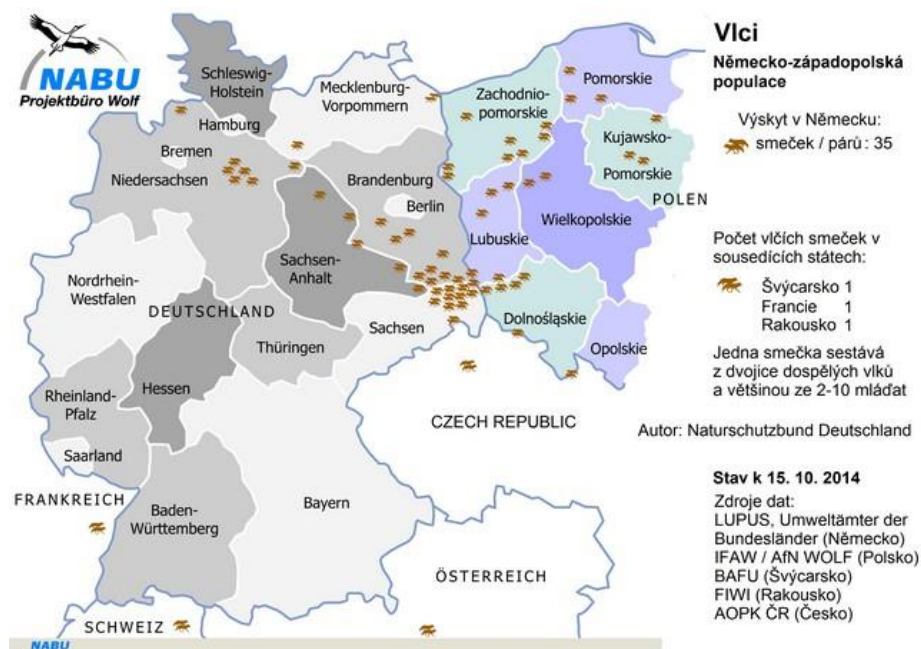 NABU
Projektbüro Wolf
Schleswig-
Holstein
Hamburg
Mecklenburg-
Vorpommern
Bremen
Niedersachsen
Brandenburg
Berlin
Sachsen-
Anhalt
Nordrhein-
Westfalen
DEUTSCHLAND
Hessen
Thüringen
Sachsen
Rheinland-
Pfalz
Saarland
Baden-
Württemberg
Bayern
Zachodnio-
pomorskie
Pomorskie
Kujawsko-
Pomorskie
POLEN
Lubuskie
Wielkopolskie
Dolnośląskie
Opolskie
CZECH REPUBLIC
FRANKREICH
SCHWEIZ
ÖSTERREICH
NABU
Vlci
Německo-západopolská
populace
Výskyt v Německu:
smeček / párů: 35
Počet vlčích smeček v
sousedících státech:
Švýcarsko 1
Francie 1
Rakousko 1
Jedna smečka sestává
z dvojice dospělých vlků
a většinou ze 2-10 mláďat
Autor: Naturschutzbund Deutschland
Stav k 15. 10. 2014
Zdroje dat:
LUPUS, Umweltämter der
Bundesländer (Německo)
IFAW / AfN WOLF (Polsko)
BAFU (Švýcarsko)
FIWI (Rakousko)
AOPK ČR (Česko)